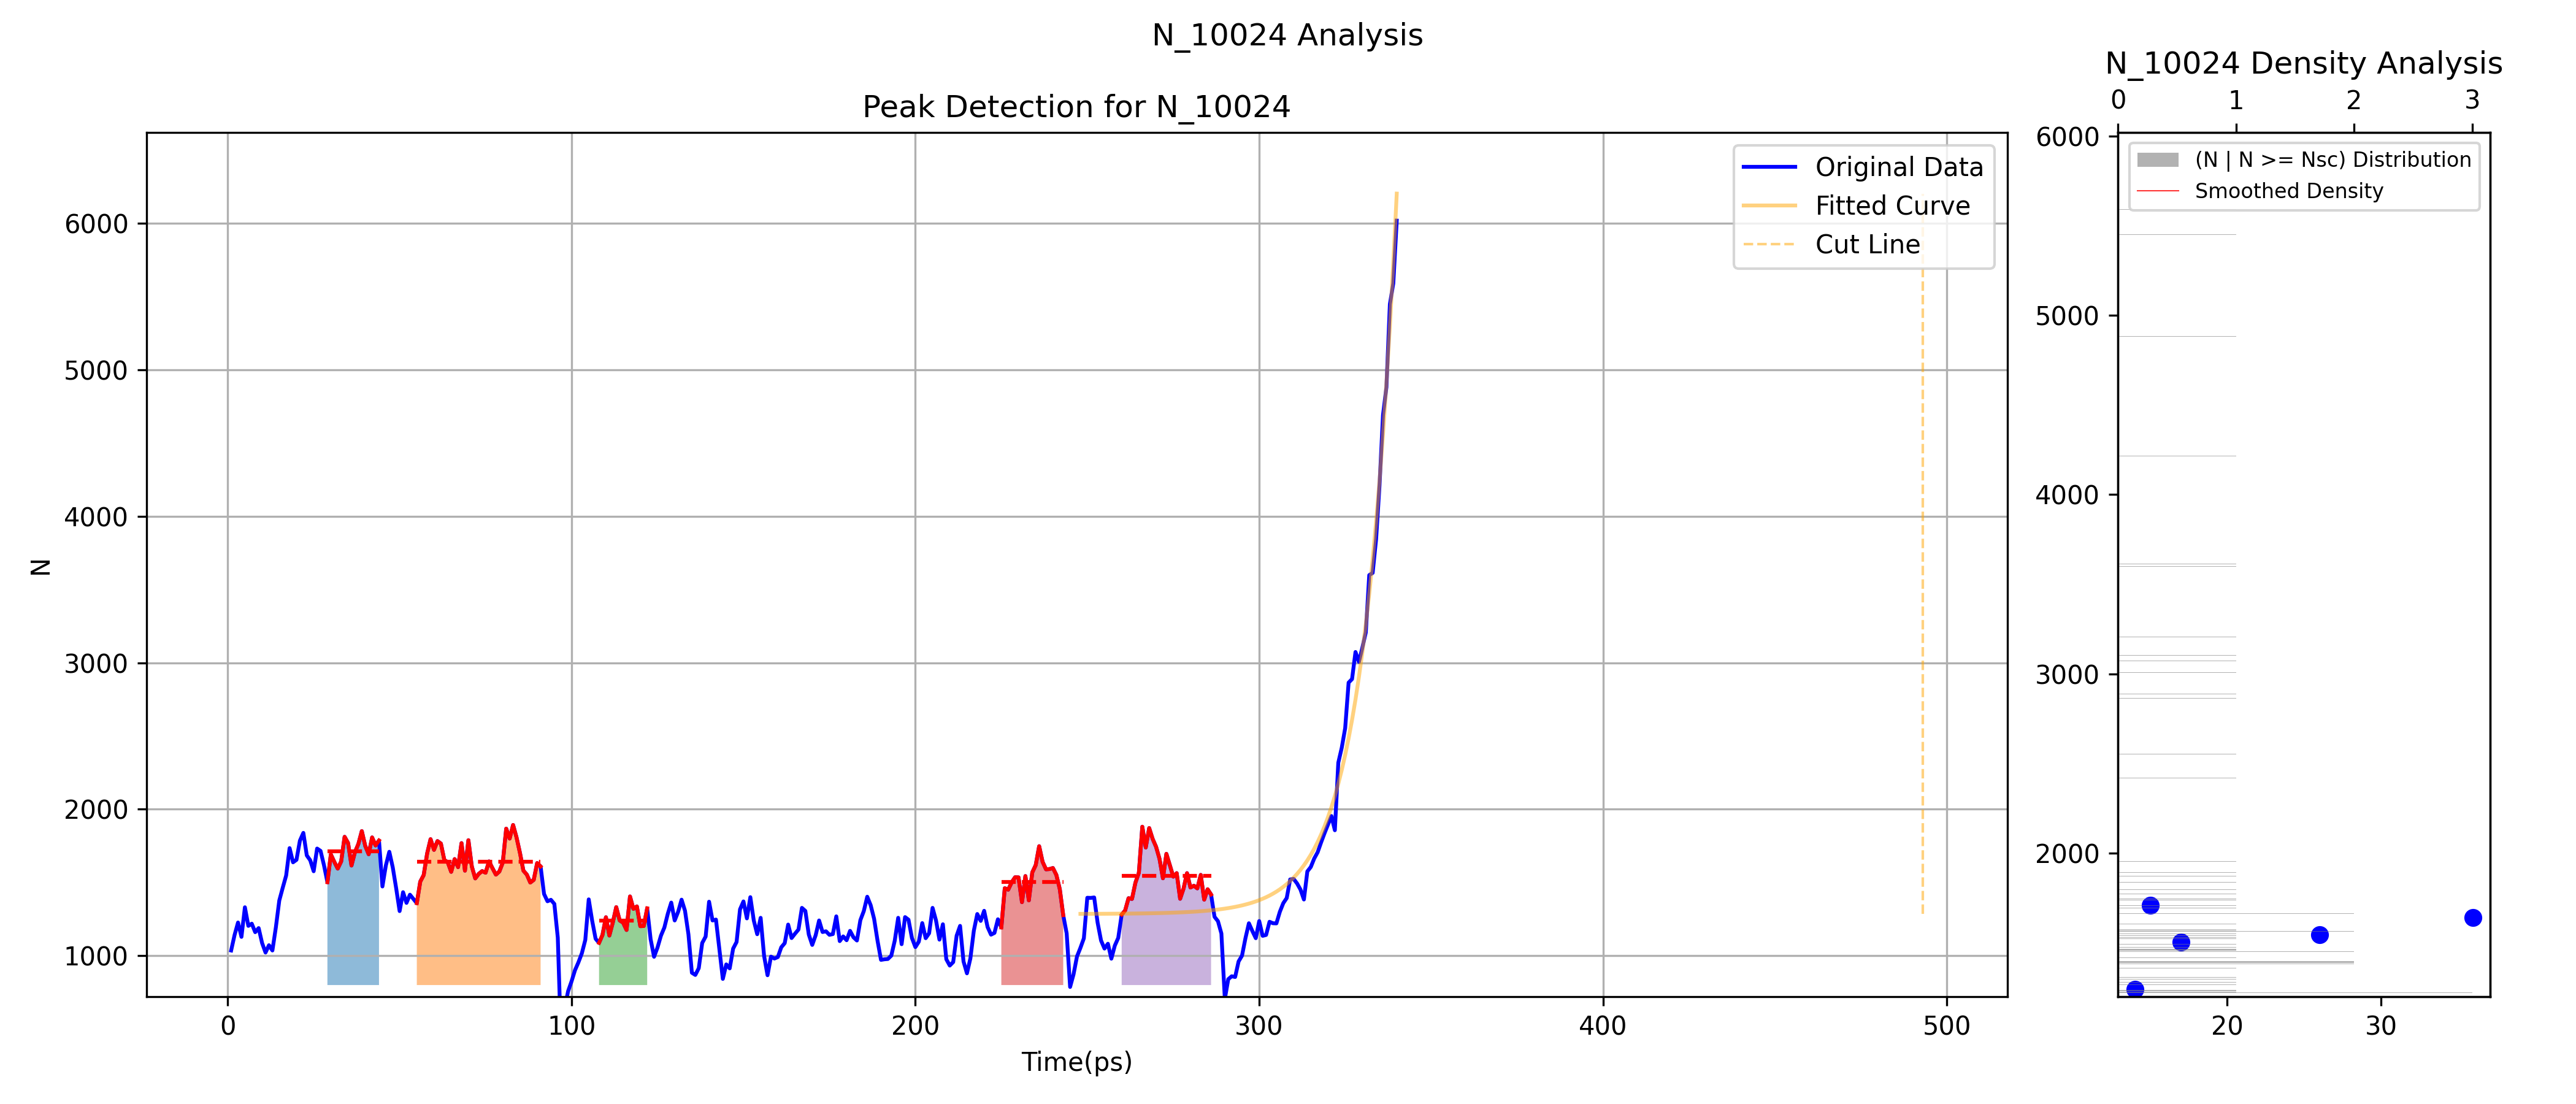 N_10024 Analysis
Peak Detection for N_10024
N
6000
5000
4000
3000
2000
1000
0 100 200 300 400 500
Time(ps)
Original Data
Fitted Curve
Cut Line
N_10024 Density Analysis
0 1 2 3
6000
5000
4000
3000
2000
20 30
(N | N >= Nsc) Distribution
Smoothed Density